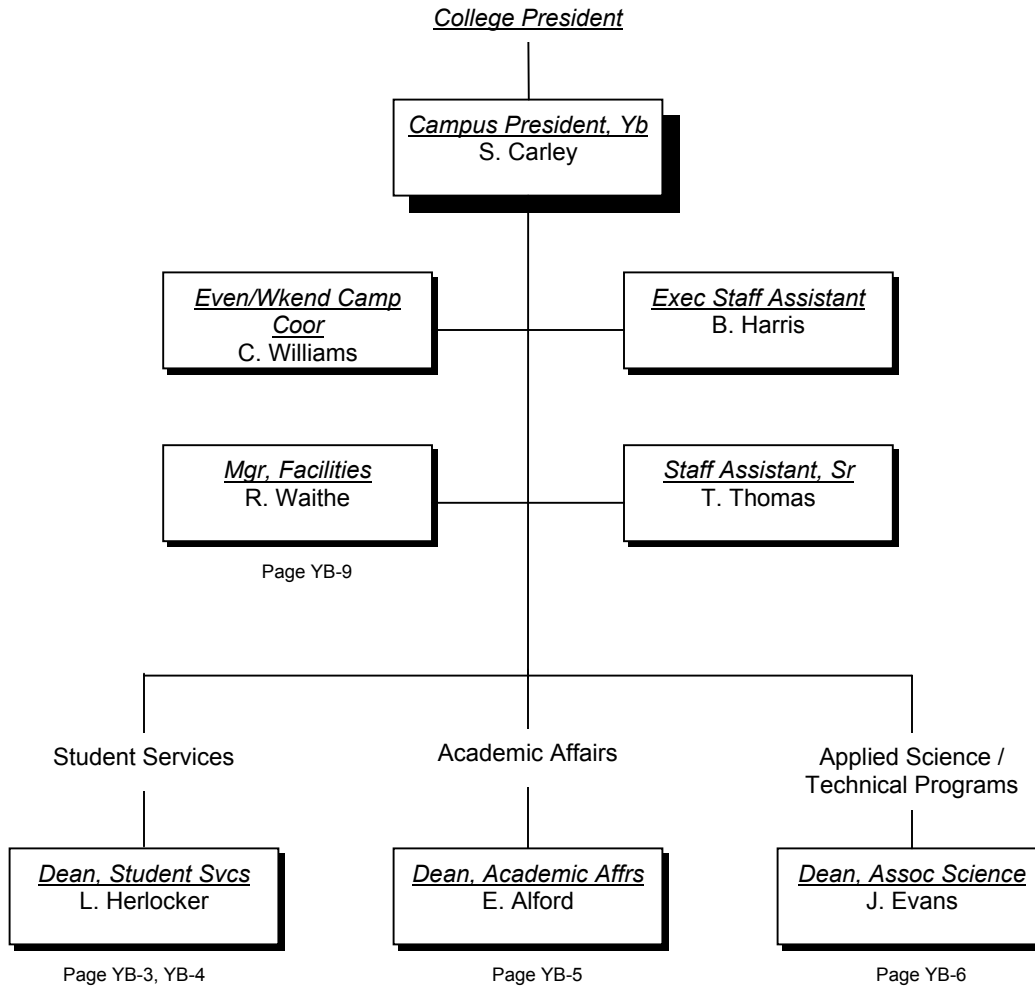 College President
Campus President, Yb
S. Carley
Even/Wkend Camp
Coor
C. Williams
Exec Staff Assistant
B. Harris
Mgr, Facilities
R. Waithe
Staff Assistant, Sr
T. Thomas
Page YB-9
Student Services
Academic Affairs
Applied Science /
Technical Programs
Dean, Student Svcs
L. Herlocker
Dean, Academic Affrs
E. Alford
Dean, Assoc Science
J. Evans
Page YB-3, YB-4
Page YB-5
Page YB-6